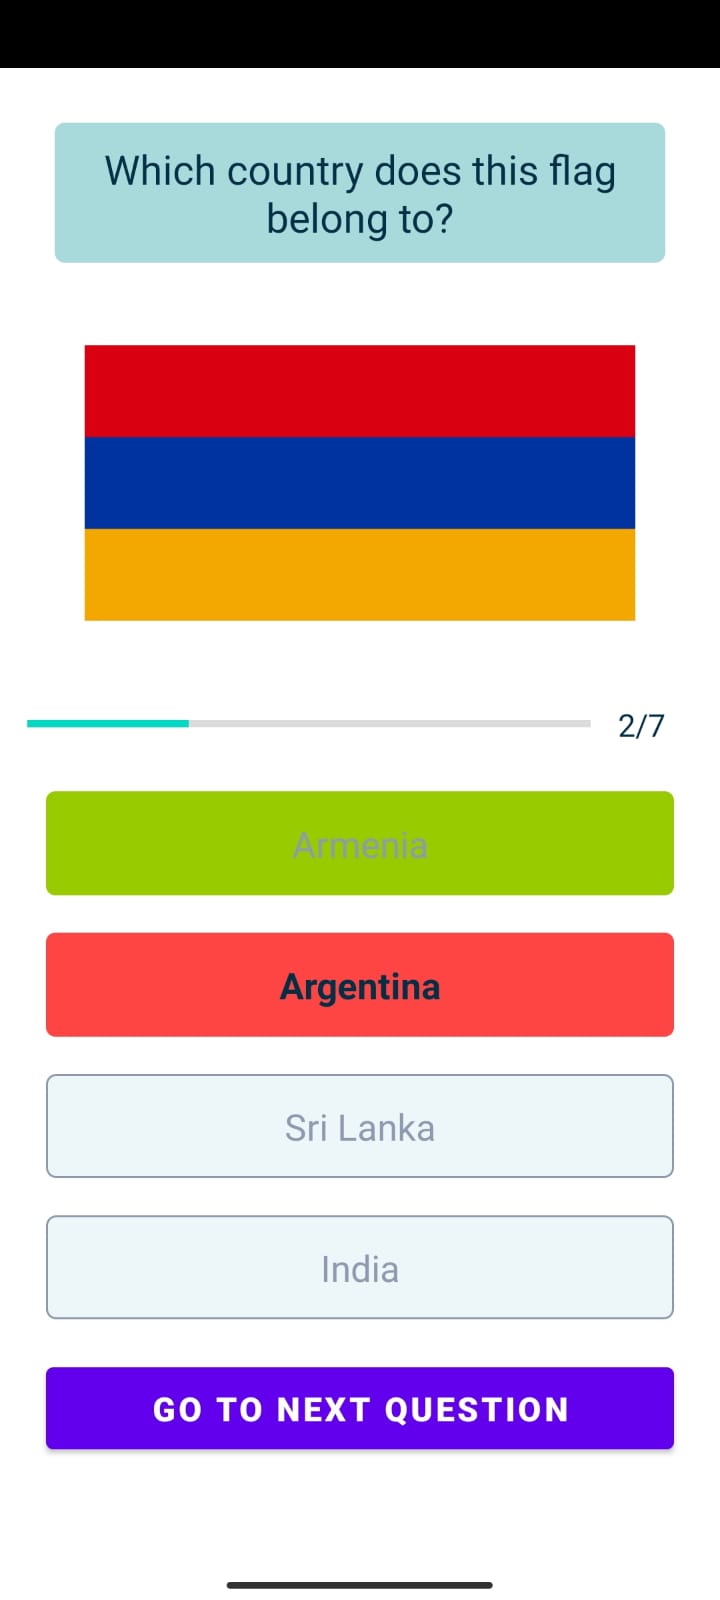 Which country does this flag
belong to?
2/7
Armenia
Argentina
Sri Lanka
India
GO TO NEXT QUESTION